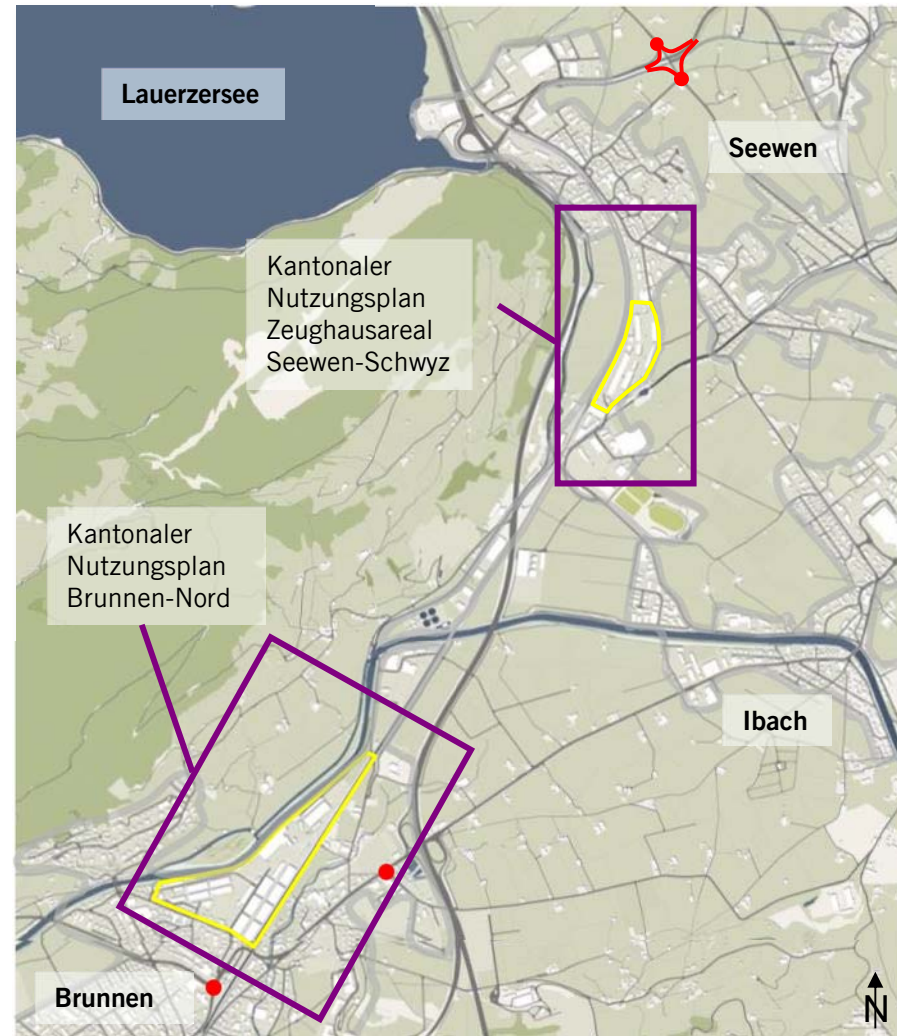 Lauerzersee
Seewen
Kantonaler
Nutzungsplan
Zeughausareal
Seewen-Schwyz
Kantonaler
Nutzungsplan
Brunnen-Nord
Ibach
Brunnen
N